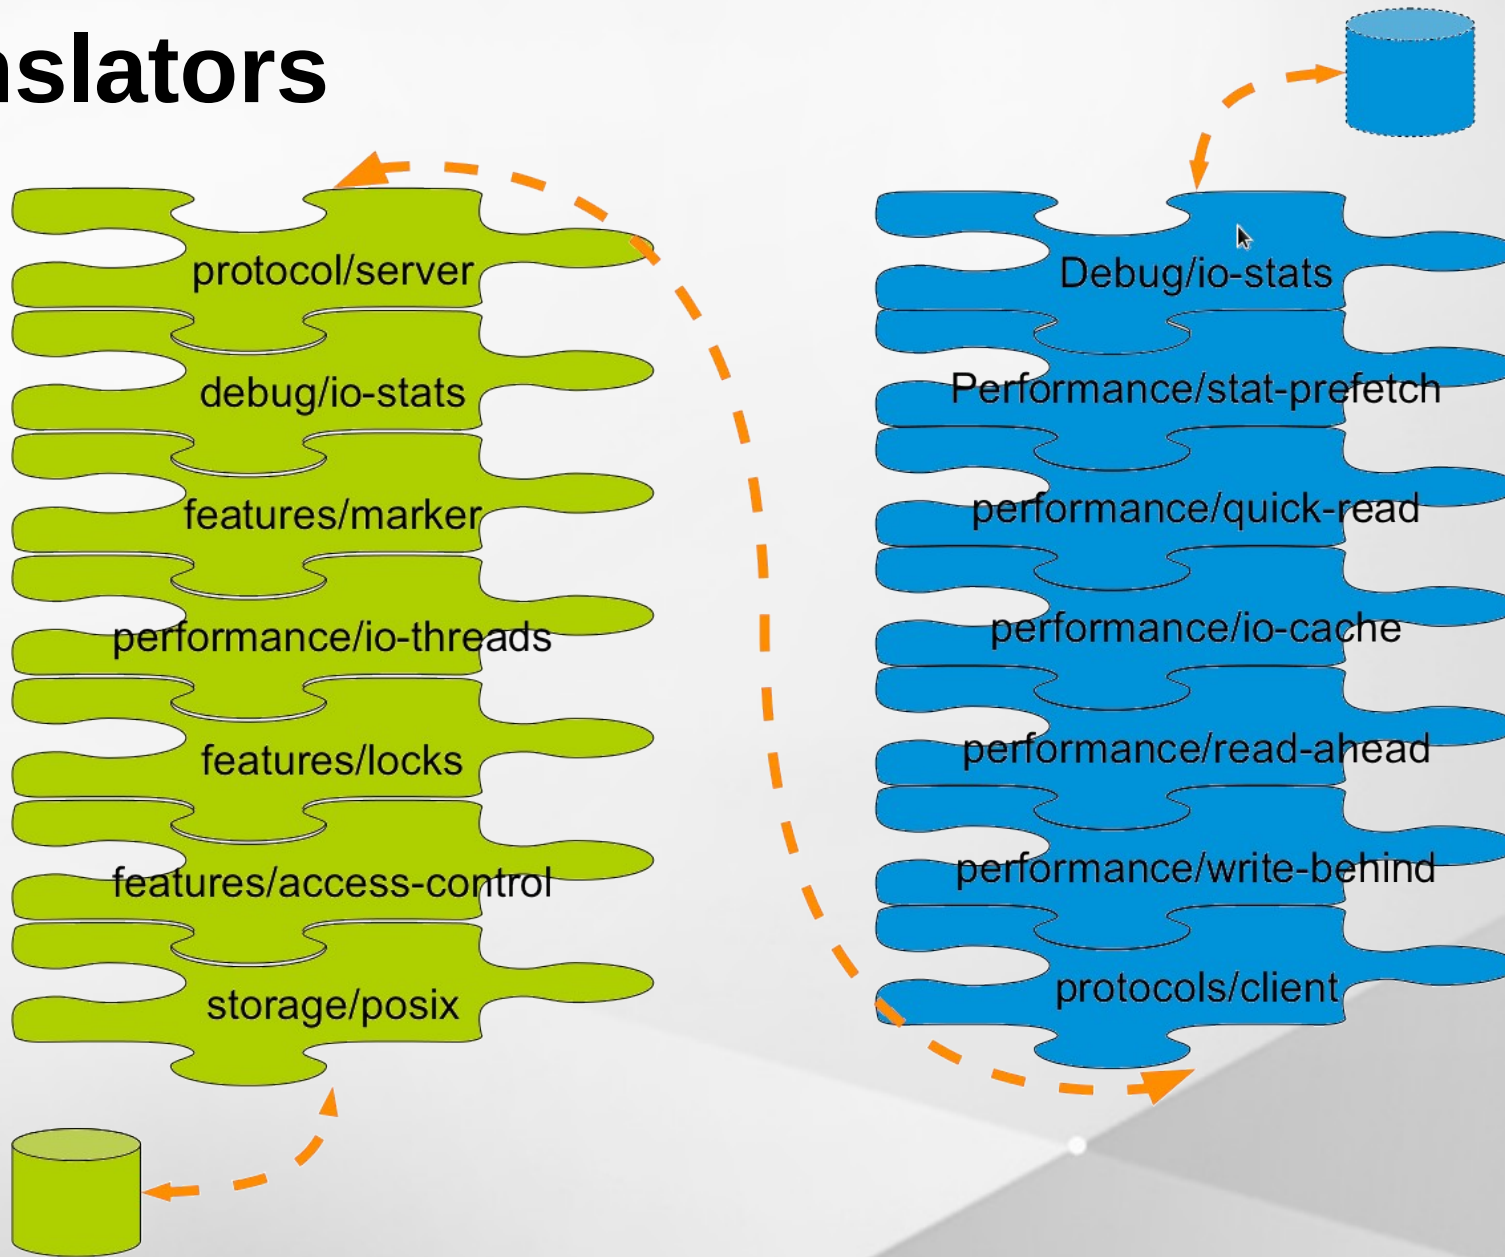 nslators
protocol/server
debug/io-stats
features/marker
performance/io-threads
features/locks
features/access-control
storage/posix
Debug/io-stats
Performance/stat-prefetch
performance/quick-read
performance/io-cache
performance/read-ahead
performance/write-behind
protocols/client